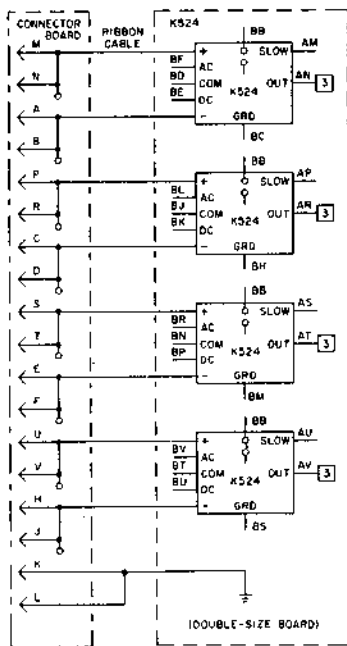 CONNECTOR BOARD
RIBBON CABLE
K524
M
N
A
B
P
R
C
D
S
T
E
F
U
V
H
J
K
L
BB
+
SLOW
AM
BF
AC
BD
COM
K524
OUT
AN
3
BE
DC
-
GRD
BC
BB
+
SLOW
AP
BL
AC
BJ
COM
K524
OUT
AR
3
BK
DC
-
GRD
BH
BB
+
SLOW
AS
BR
AC
BN
COM
K524
OUT
AT
3
BP
DC
-
GRD
BM
BB
+
SLOW
AU
BV
AC
BT
COM
K524
OUT
AV
3
BU
DC
-
GRD
BS
(DOUBLE-SIZE BOARD)